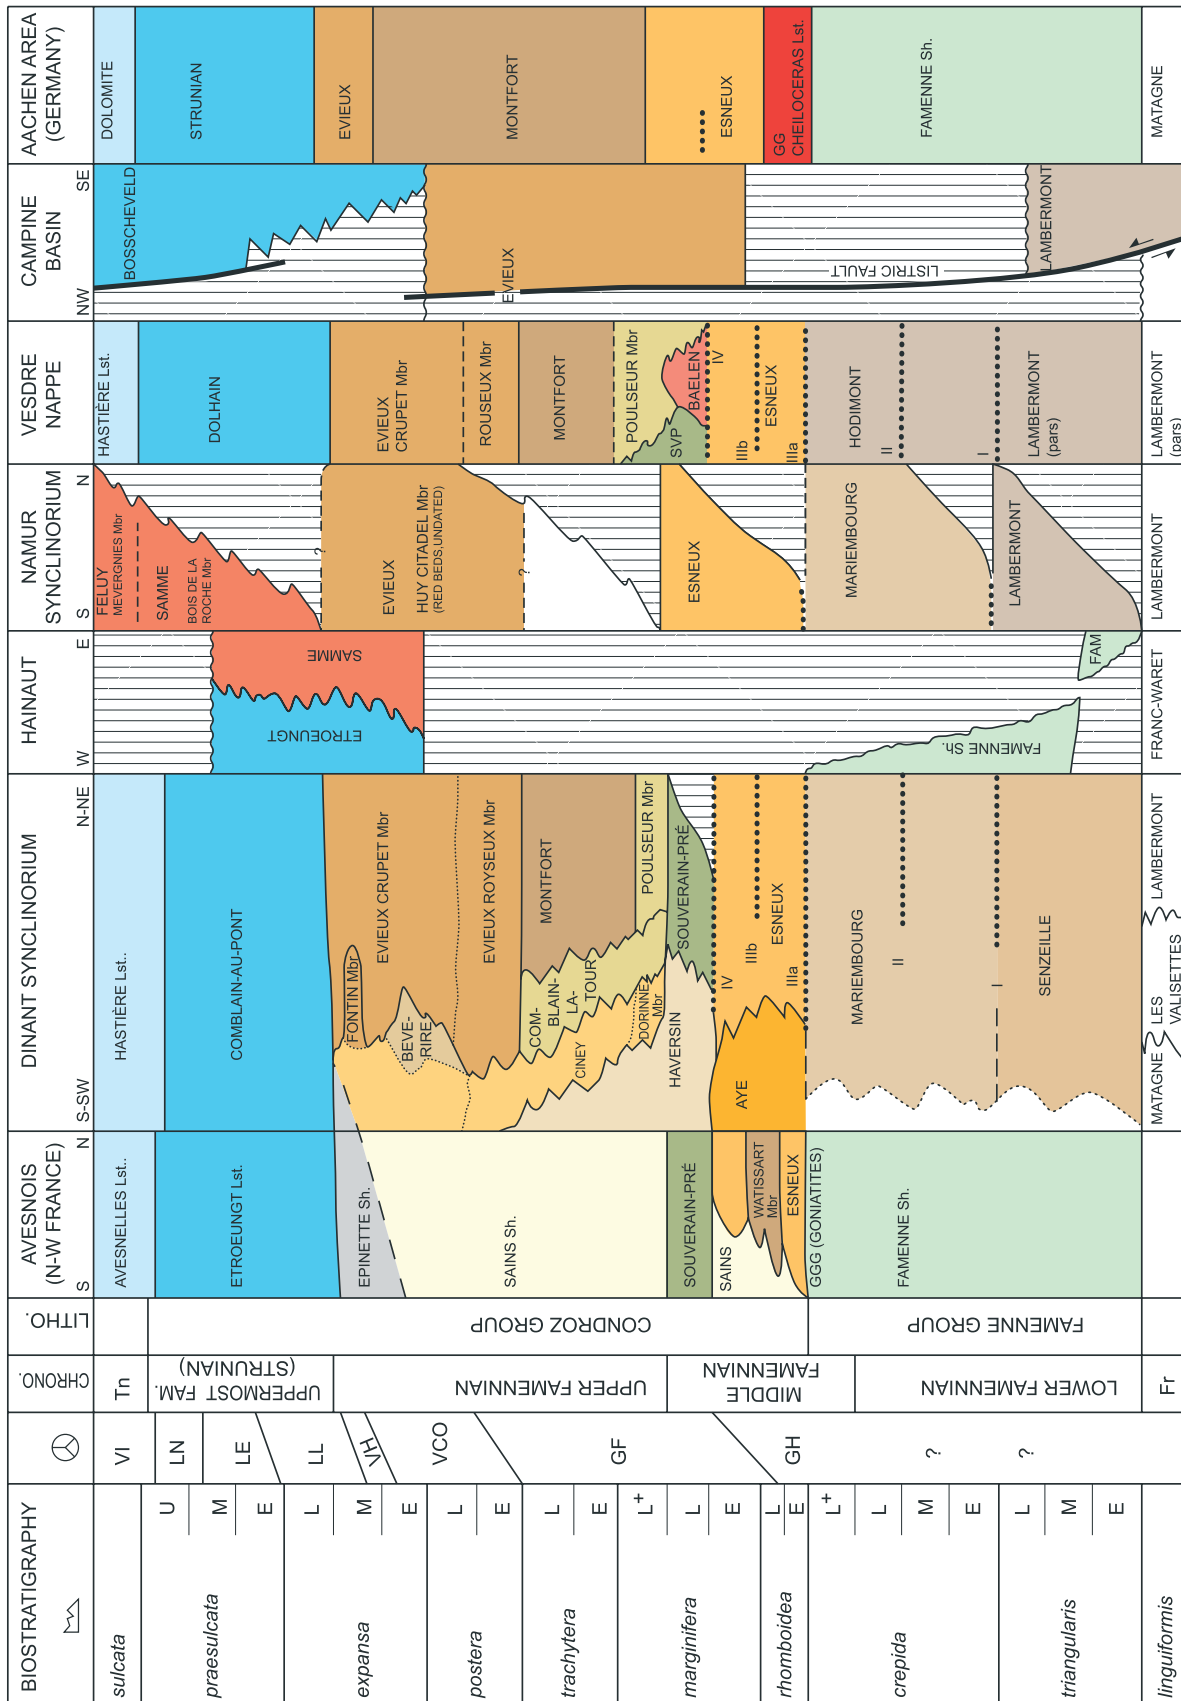 BIOSTRATIGRAPHY
CHRONO.
LITHO.
AVESNOIS
(N-W FRANCE)
S
N
DINANT SYNCLINORIUM
S-SW
N-NE
HAINAUT
W
E
NAMUR
SYNCLINORIUM
S
N
VESDRE
NAPPE
CAMPINE
BASIN
NW
SE
AACHEN AREA
(GERMANY)
sulcata
praesulcata
expansa
postera
trachytera
marginifera
rhomboidea
crepida
triangularis
linguiformis
U
M
E
L
M
E
L
E
L
E
L+
L
E
L
E
L+
L
M
E
L
M
E
VI
LN
LE
LL
VH
VCO
GF
GH
?
?
Tn
UPPERMOST FAM.
(STRUNIAN)
UPPER FAMENNIAN
MIDDLE
FAMENNIAN
LOWER FAMENNIAN
Fr
CONDROZ GROUP
FAMENNE GROUP
AVESNELLES Lst..
ETROEUNGT Lst.
EPINETTE Sh.
SAINS Sh.
SOUVERAIN-PRÉ
SAINS
WATISSART
Mbr
ESNEUX
GGG (GONIATITES)
FAMENNE Sh.
HASTIÈRE Lst..
COMBLAIN-AU-PONT
FONTIN Mbr
EVIEUX CRUPET Mbr
BEVE-
RIRE
EVIEUX ROYSEUX Mbr
COM-
BLAIN-
LA-
TOUR
MONTFORT
CINEY
DORINNE
Mbr
POULSEUR Mbr
HAVERSIN
SOUVERAIN-PRÉ
AYE
IV
IIIb
ESNEUX
IIIa
MARIEMBOURG
II
I
SENZEILLE
MATAGNE
LES
VALISETTES
LAMBERMONT
ETROEUNGT
SAMME
FAMENNE Sh.
FAM
FRANC-WARET
FELUY
MEVERGNIES Mbr
SAMME
BOIS DE LA
ROCHE Mbr
?
EVIEUX
HUY CITADEL Mbr
(RED BEDS,UNDATED)
?
ESNEUX
MARIEMBOURG
LAMBERMONT
LAMBERMONT
HASTIÈRE Lst.
DOLHAIN
EVIEUX
CRUPET Mbr
ROUSEUX Mbr
MONTFORT
POULSEUR Mbr
SVP
BAELEN
IV
IIIb
ESNEUX
IIIa
HODIMONT
II
I
LAMBERMONT
(pars)
LAMBERMONT
(pars)
BOSSCHEVELD
EVIEUX
LISTRIC FAULT
LAMBERMONT
DOLOMITE
STRUNIAN
EVIEUX
MONTFORT
ESNEUX
GG
CHEILOCERAS Lst.
FAMENNE Sh.
MATAGNE